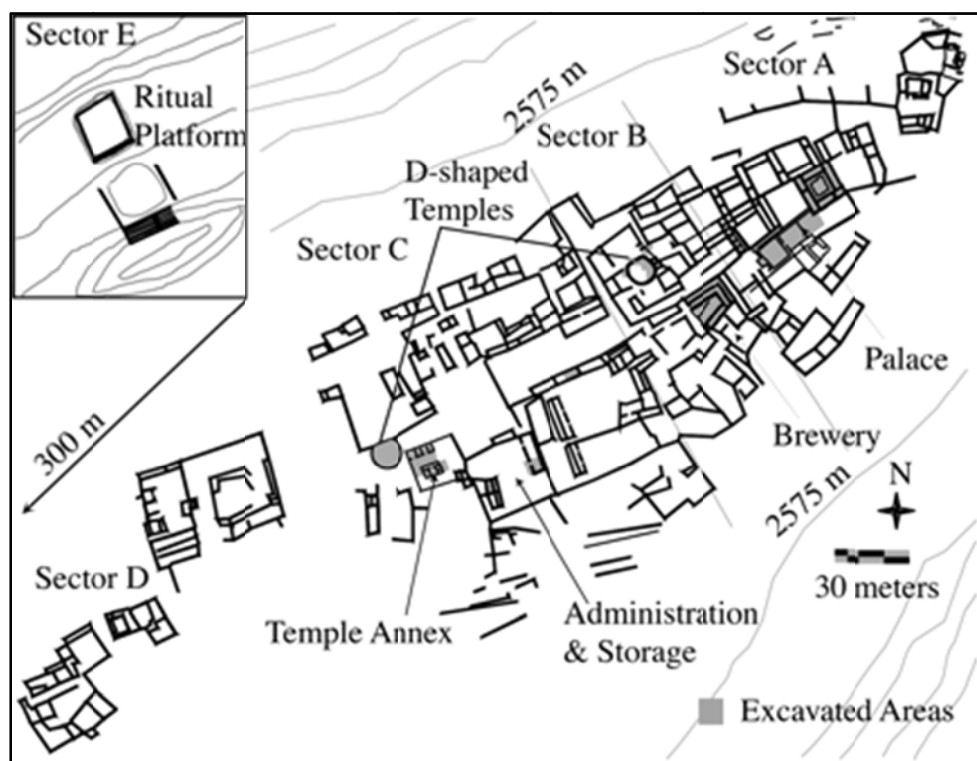 Sector E
Ritual
Platform
2575 m
Sector A
Sector B
D-shaped
Temples
Sector C
300 m
Palace
Brewery
2575 m
N
30 meters
Sector D
Temple Annex
Administration
& Storage
Excavated Areas